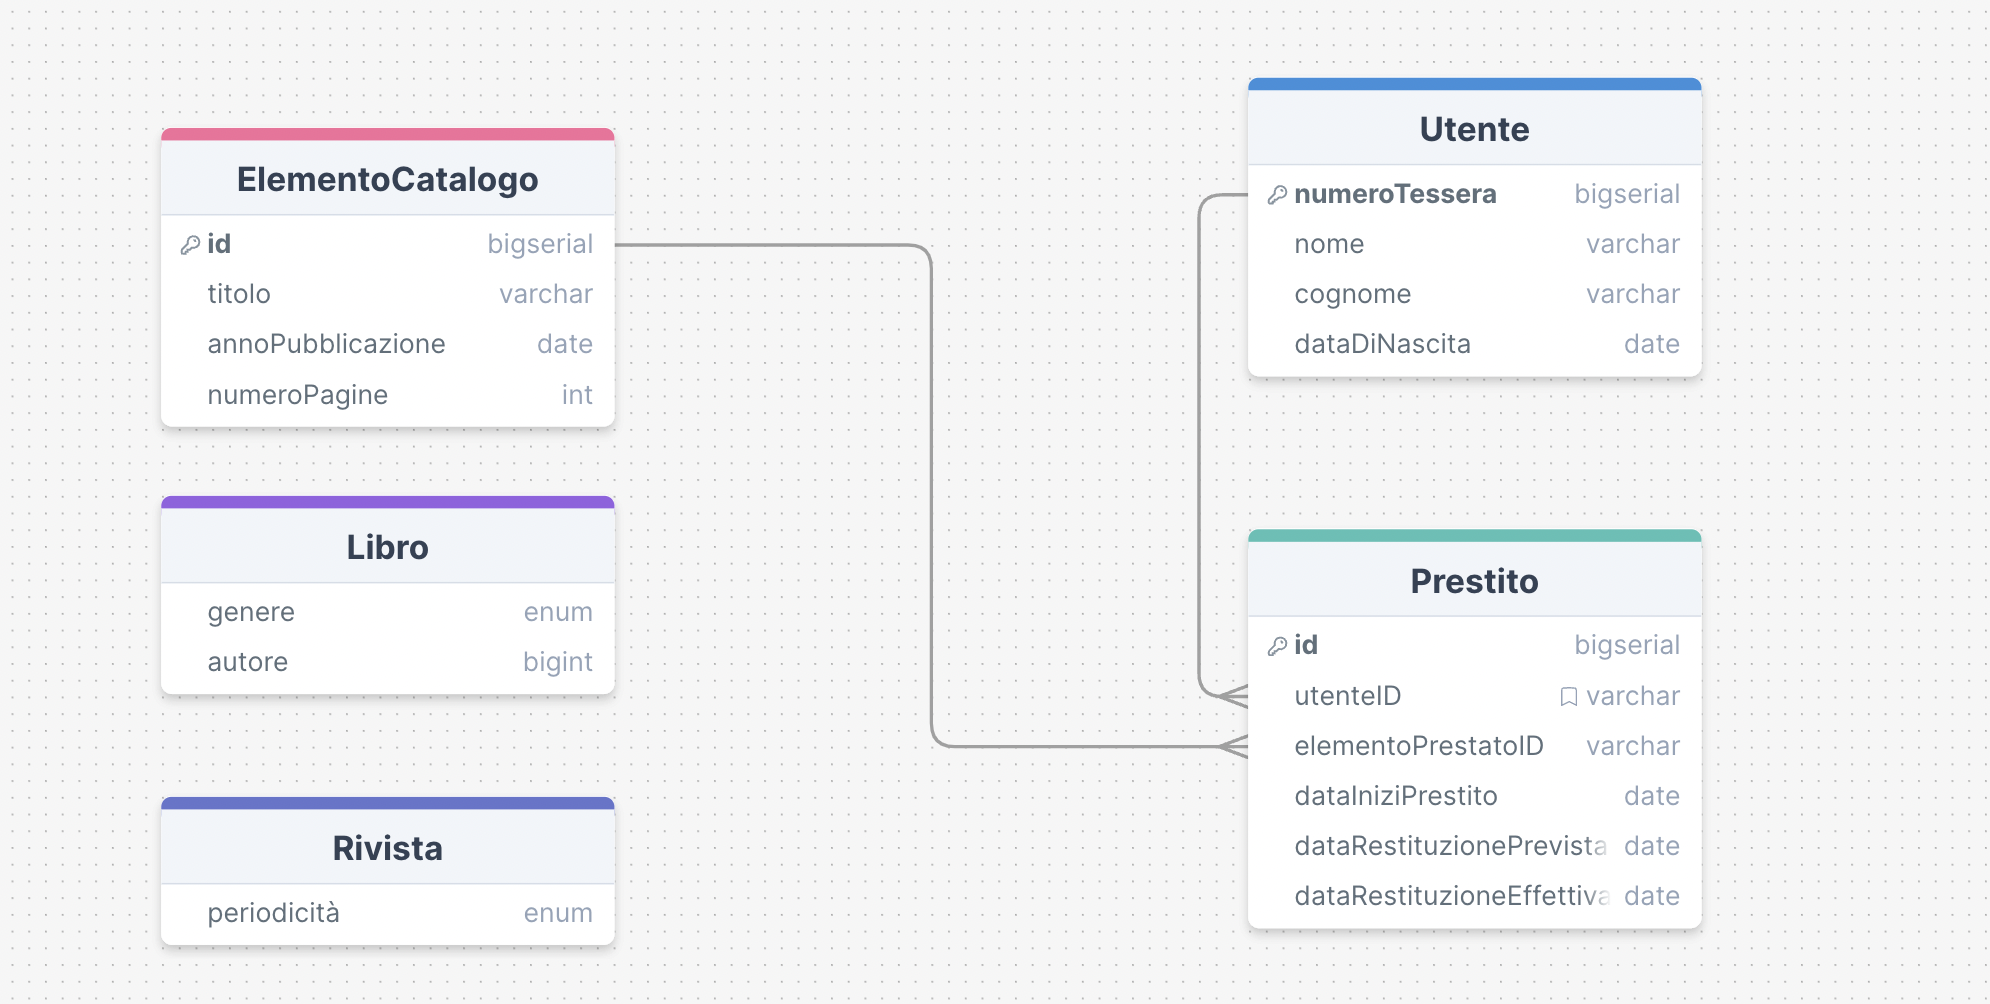 ElementoCatalogo
id bigserial
titolo varchar
annoPubblicazione date
numeroPagine int
Libro
genere enum
autore bigint
Rivista
periodicità enum
Utente
numeroTessera bigserial
nome varchar
cognome varchar
dataDiNascita date
Prestito
id bigserial
utenteID varchar
elementoPrestatoID varchar
dataIniziPrestito date
dataRestituzionePrevista date
dataRestituzioneEffettiva date